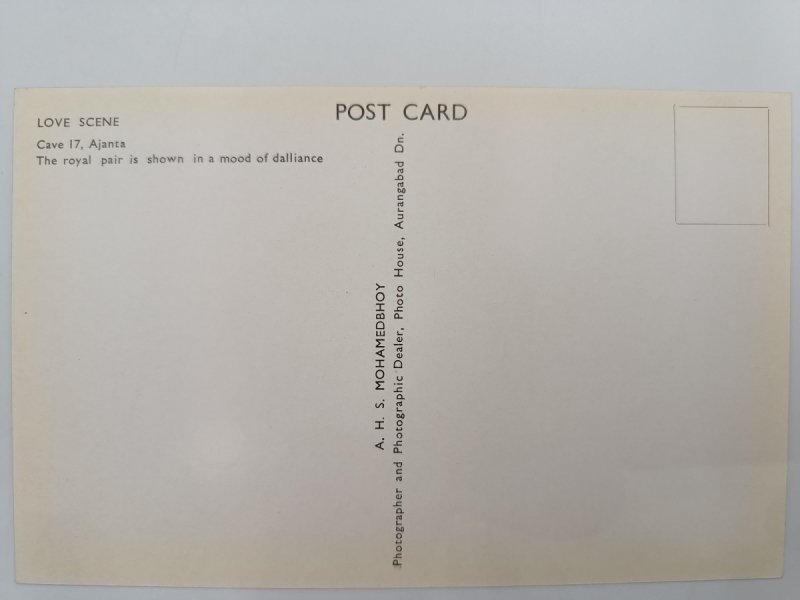 POST CARD
LOVE SCENE
Cave 17, Ajanta
The royal pair is shown in a mood of dalliance
A. H. S. MOHAMEDBHOY
Photographer and Photographic Dealer, Photo House, Aurangabad Dn.